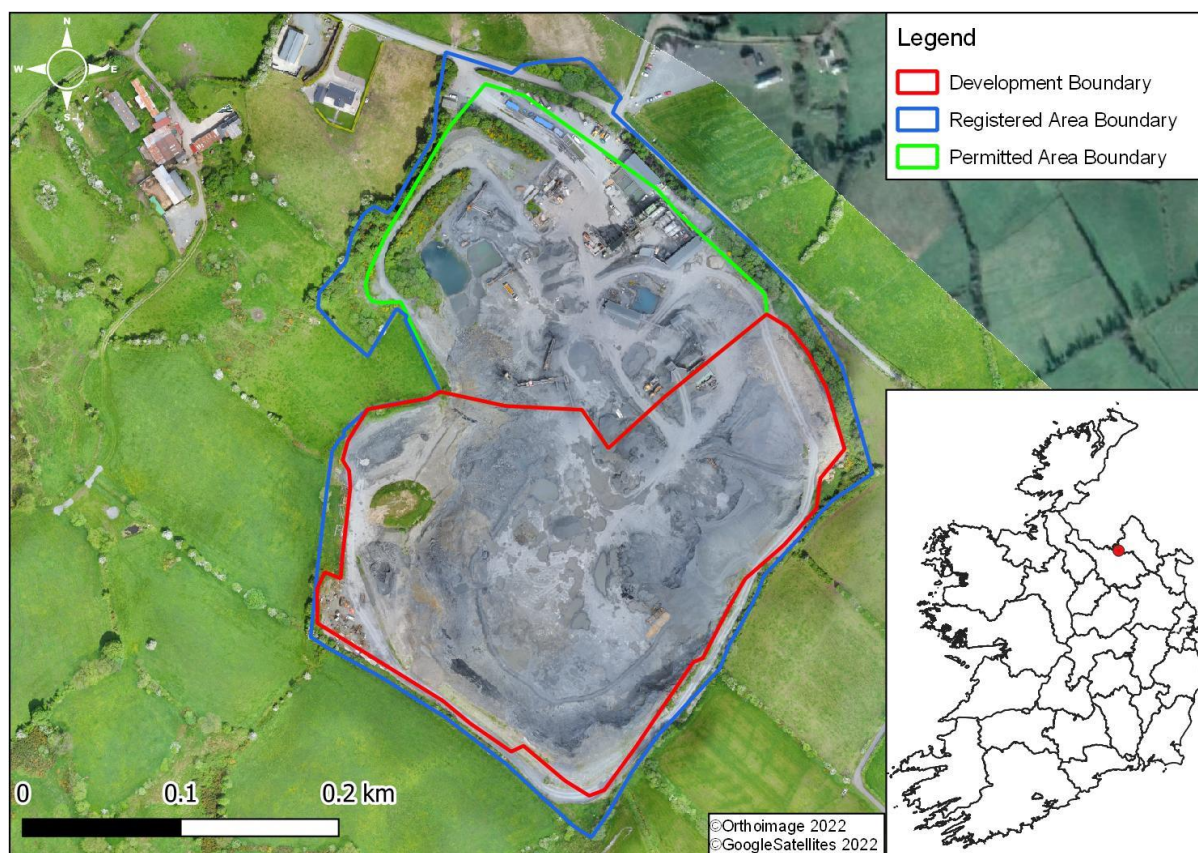 N
W
E
S
Legend
Development Boundary
Registered Area Boundary
Permitted Area Boundary
0
0.1
0.2 km
©Orthoimage 2022
©GoogleSatellites 2022